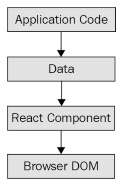 Application Code
Data
React Component
Browser DOM